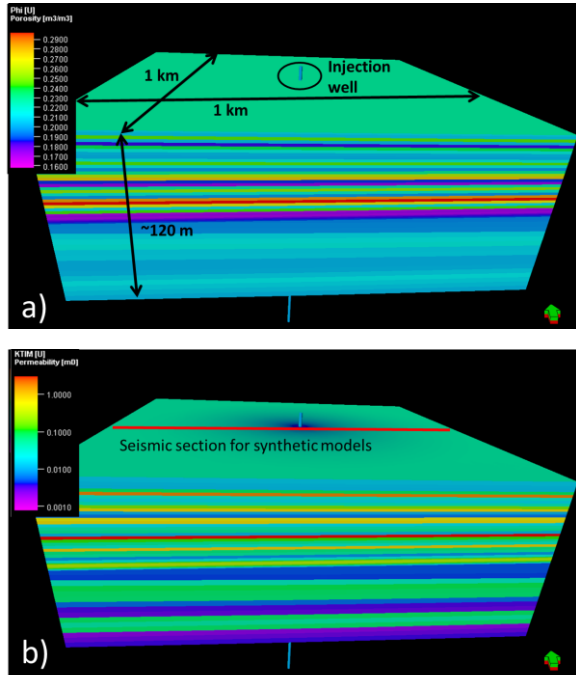 Phi [U]
Porosity [m3/m3]
0.2900
0.2800
0.2700
0.2600
0.2500
0.2400
0.2300
0.2200
0.2100
0.2000
0.1900
0.1800
0.1700
0.1600
1 km
Injection
well
1 km
~120 m
a)
KTIM [U]
Permeability [mD]
1.0000
0.1000
0.0100
0.0010
Seismic section for synthetic models
b)